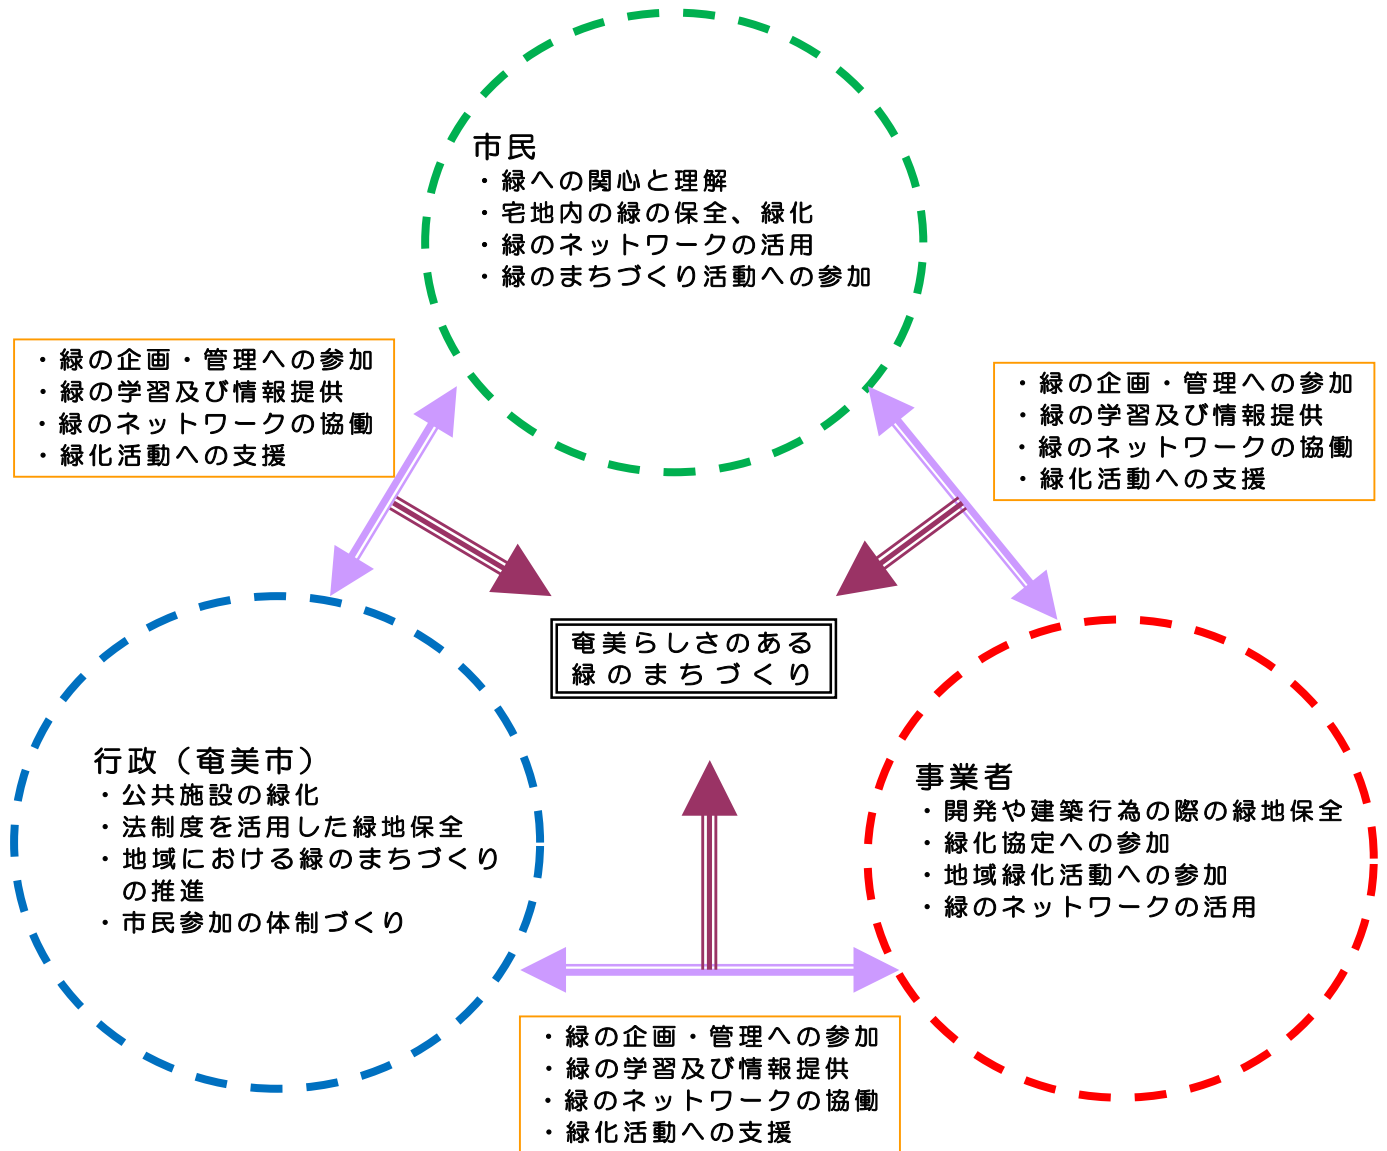 市民
・緑への関心と理解
・宅地内の緑の保全、緑化
・緑のネットワークの活用
・緑のまちづくり活動への参加
・緑の企画・管理への参加
・緑の学習及び情報提供
・緑のネットワークの協働
・緑化活動への支援
・緑の企画・管理への参加
・緑の学習及び情報提供
・緑のネットワークの協働
・緑化活動への支援
奄美らしさのある
緑のまちづくり
行政（奄美市）
・公共施設の緑化
・法制度を活用した緑地保全
・地域における緑のまちづくり
の推進
・市民参加の体制づくり
事業者
・開発や建築行為の際の緑地保全
・緑化協定への参加
・地域緑化活動への参加
・緑のネットワークの活用
・緑の企画・管理への参加
・緑の学習及び情報提供
・緑のネットワークの協働
・緑化活動への支援